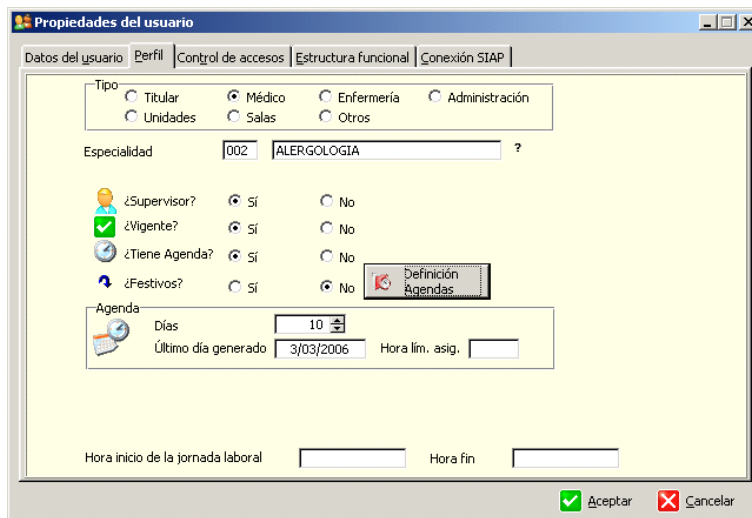 Propiedades del usuario
Datos del usuario Perfil Control de accesos Estructura funcional Conexión SIAP
Tipo
Titular Médico Enfermería Administración
Unidades Salas Otros
Especialidad 002 ALERGOLOGIA ?
¿Supervisor? Sí No
¿Vigente? Sí No
¿Tiene Agenda? Sí No
¿Festivos? Sí No Definición
Agendas
Agenda
Días 10
Último día generado 3/03/2006 Hora lím. asig.
Hora inicio de la jornada laboral Hora fin
Aceptar Cancelar